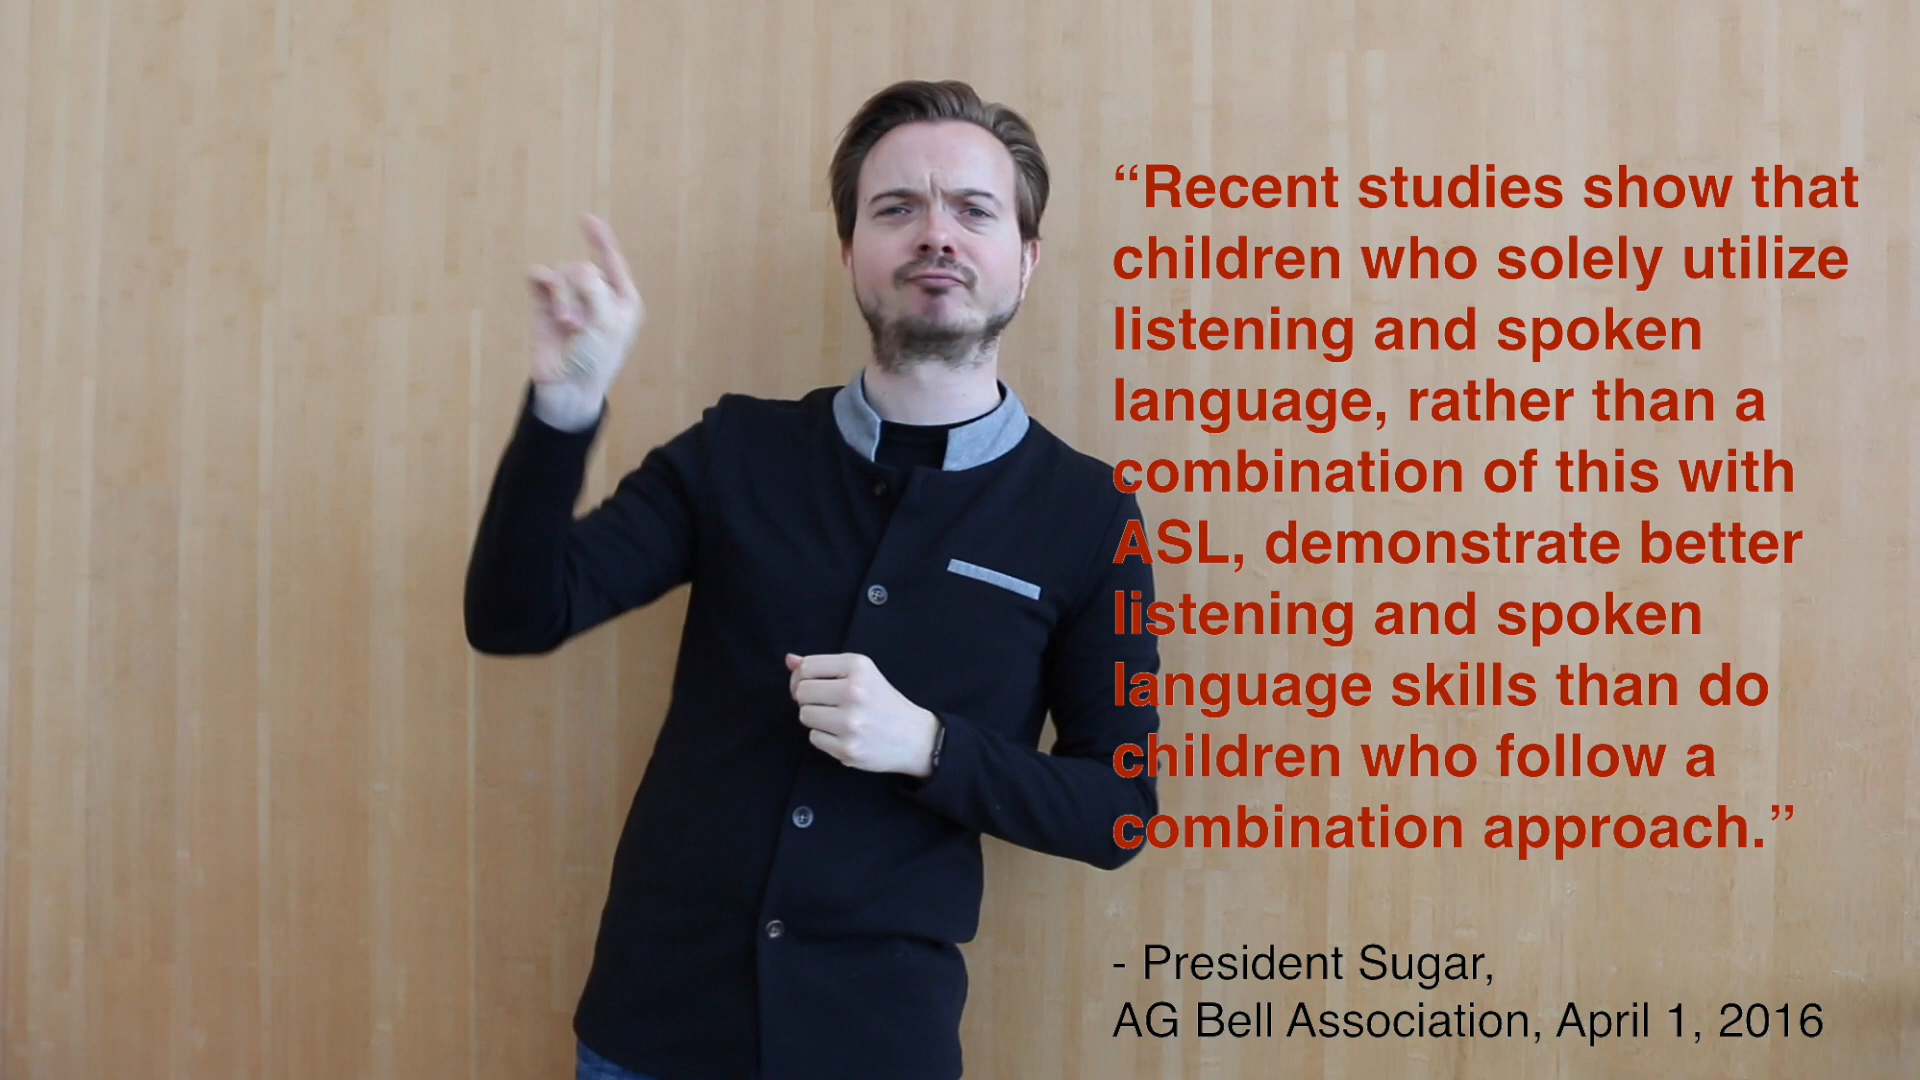 “Recent studies show that
children who solely utilize
listening and spoken
language, rather than a
combination of this with
ASL, demonstrate better
listening and spoken
language skills than do
children who follow a
combination approach.”
- President Sugar,
AG Bell Association, April 1, 2016